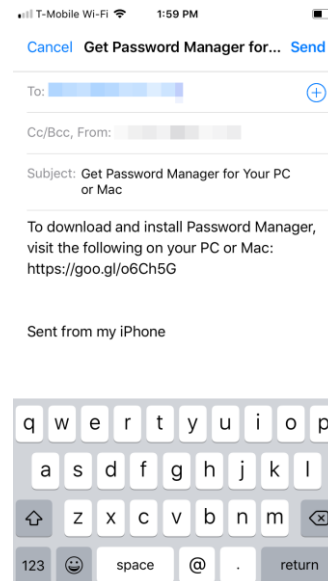 T-Mobile Wi-Fi 1:59 PM
Cancel Get Password Manager for... Send
To:
Cc/Bcc, From:
Subject: Get Password Manager for Your PC
or Mac
To download and install Password Manager,
visit the following on your PC or Mac:
https://goo.gl/o6Ch5G
Sent from my iPhone
q w e r t y u i o p
a s d f g h j k l
z x c v b n m
123 space @ . return